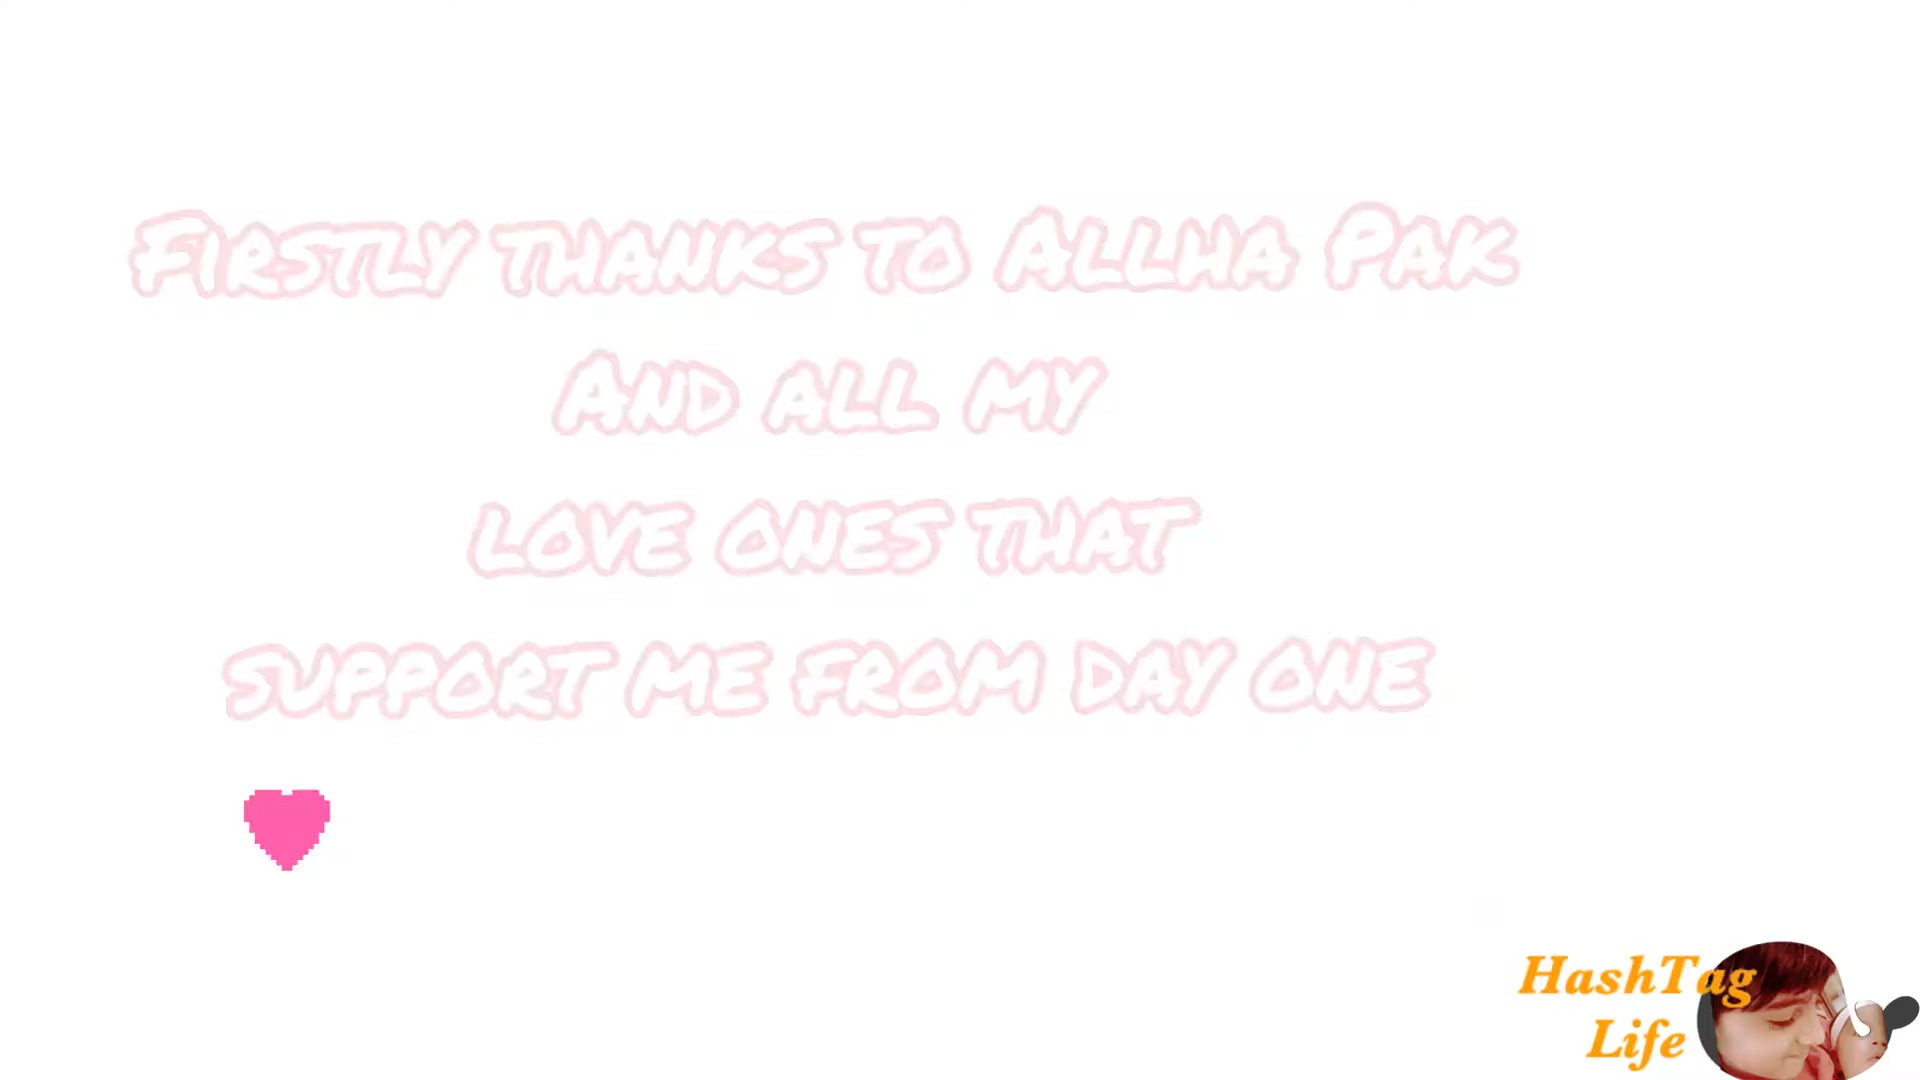 Firstly thanks to Allha Pak
And all my
love ones that
support me from day one
HashTag
Life